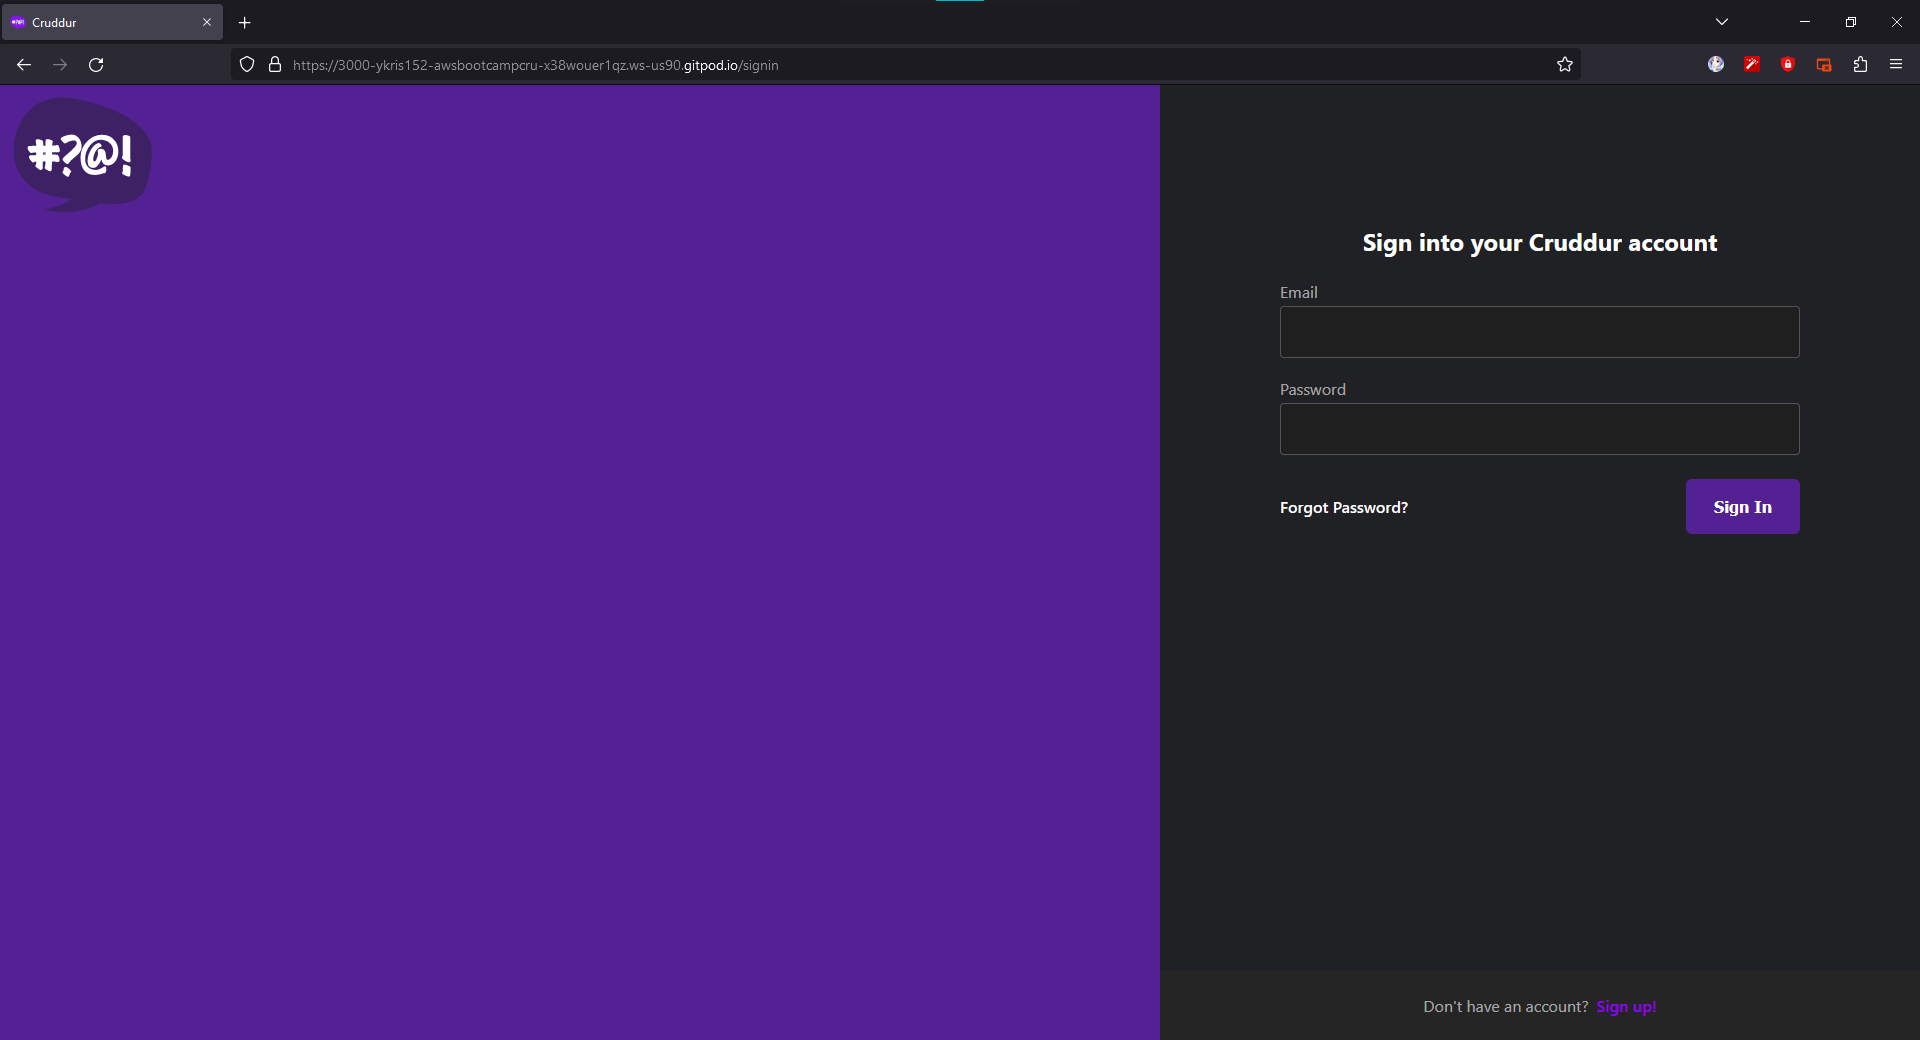 Cruddur
https://3000-ykris152-awsbootcampcru-x38wouer1qz.ws-us90.gitpod.io/signin
#?@!
Sign into your Cruddur account
Email
Password
Forgot Password?
Sign In
Don't have an account? Sign up!